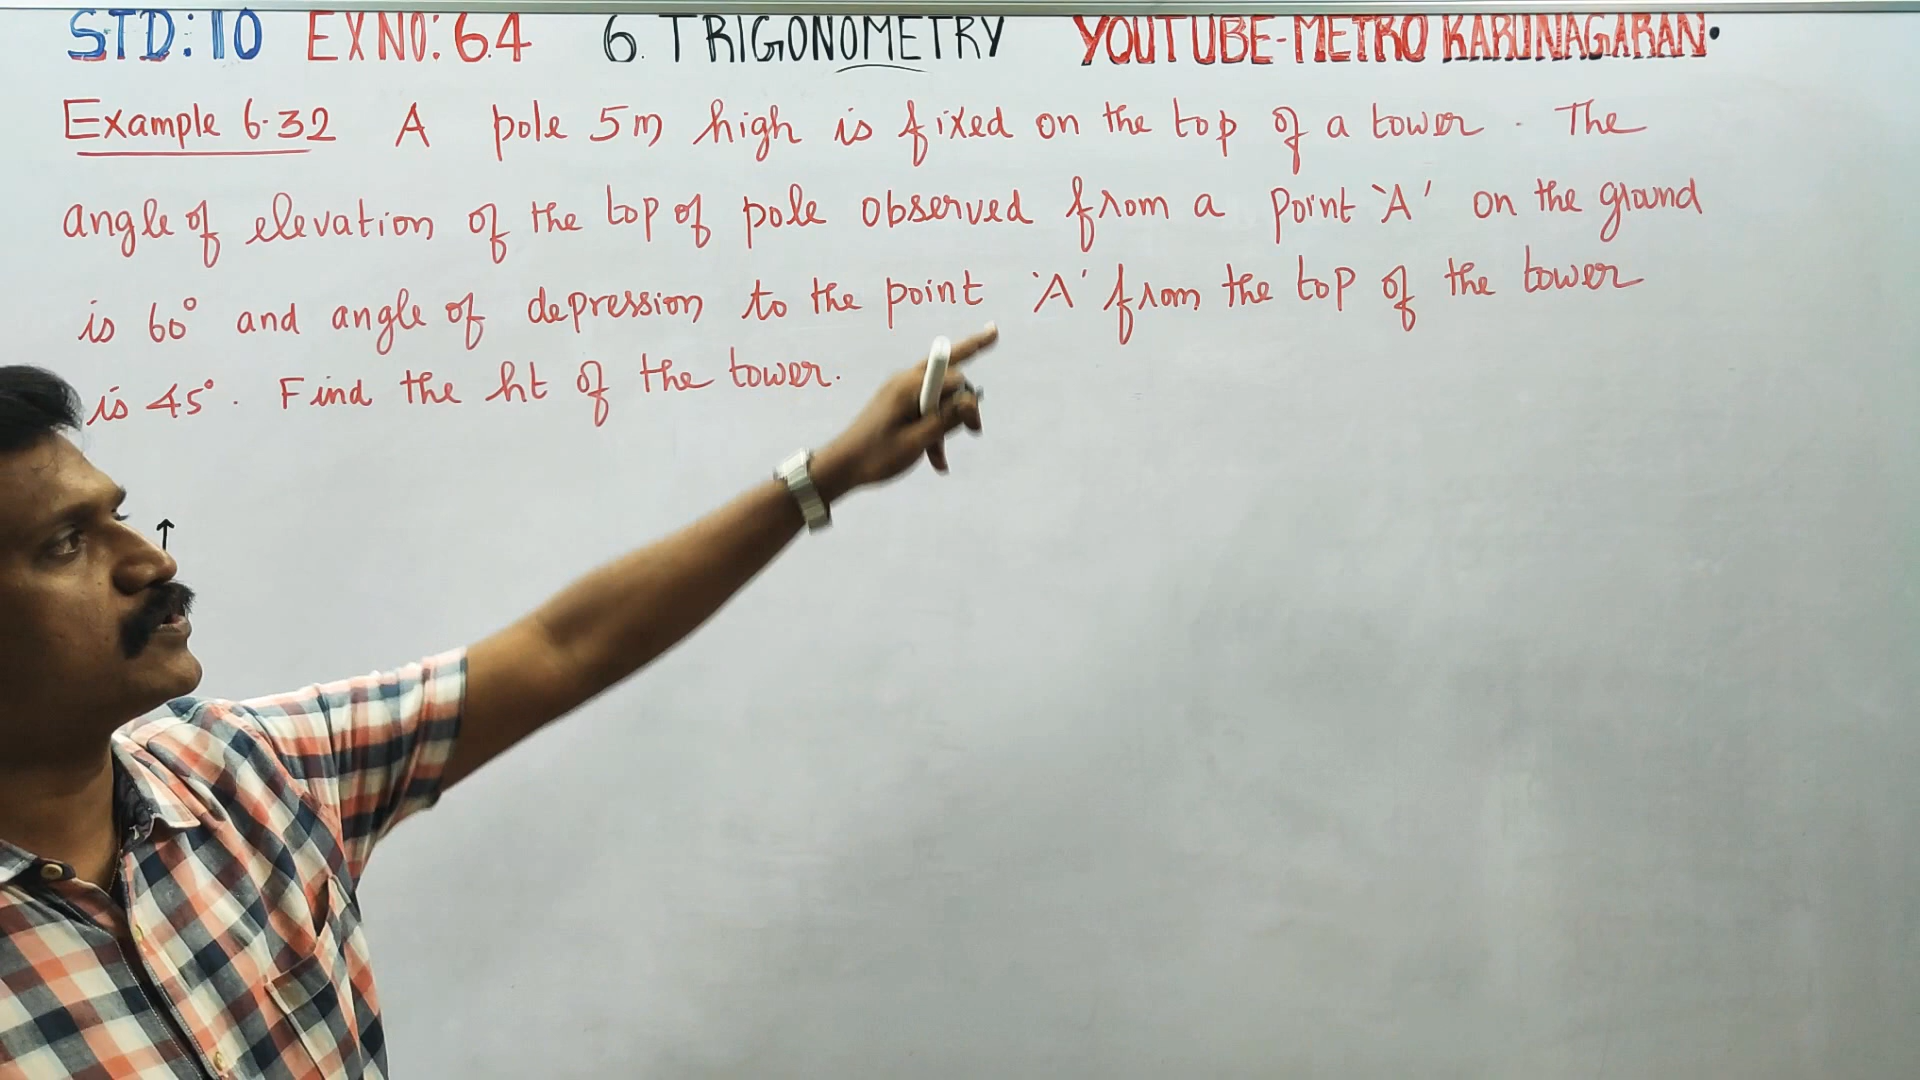 STD: 10 EX NO: 6.4 6. TRIGONOMETRY YOUTUBE-METRO KARUNAGARAN.
Example 6.32 A pole 5m high is fixed on the top of a tower. The
angle of elevation of the top of pole observed from a point 'A' on the ground
is 60° and angle of depression to the point 'A' from the top of the tower
is 45°. Find the ht of the tower.